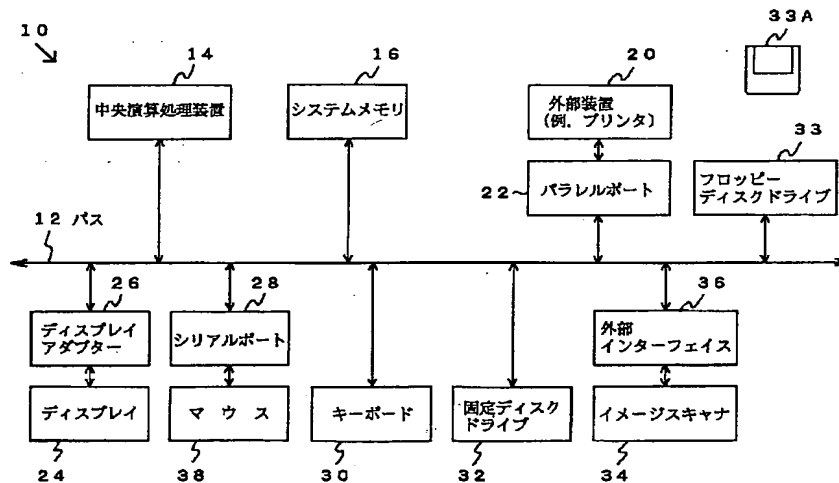 10
14
16
20
33A
中央演算処理装置
システムメモリ
外部装置
(例. プリンタ)
33
22
パラレルポート
フロッピー
ディスクドライブ
12 バス
26
28
36
ディスプレイ
アダプター
シリアルポート
外部
インターフェイス
ディスプレイ
マ ウ ス
キーボード
固定ディスク
ドライブ
イメージスキャナ
24
38
30
32
34